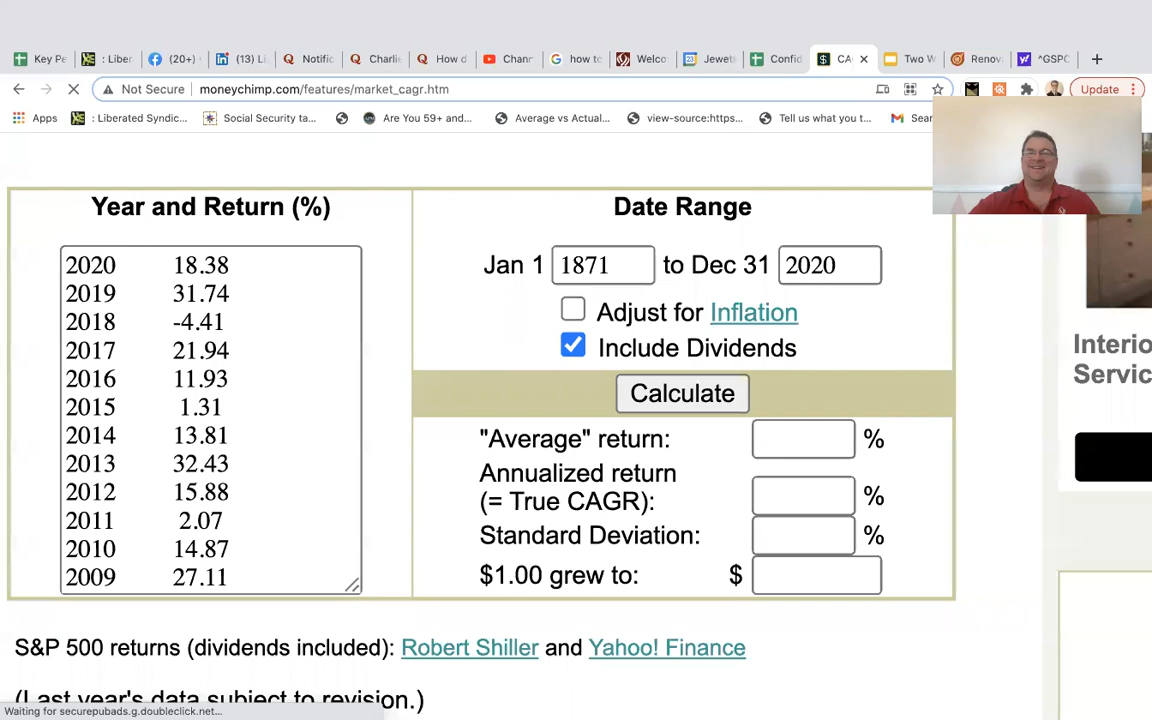 Key Pe : Liber (20+) (13) Li Notific Charlie How d Chann how to Welco Jewet Confid CA Two W Renov ^GSPC
Not Secure moneychimp.com/features/market_cagr.htm Update
Apps : Liberated Syndic... Social Security ta... Are You 59+ and... Average vs Actual... view-source:https... Tell us what you t... Sear
Year and Return (%)
2020 18.38
2019 31.74
2018 -4.41
2017 21.94
2016 11.93
2015 1.31
2014 13.81
2013 32.43
2012 15.88
2011 2.07
2010 14.87
2009 27.11
Date Range
Jan 1 1871 to Dec 31 2020
Adjust for Inflation
Include Dividends
Calculate
"Average" return: %
Annualized return
(= True CAGR): %
Standard Deviation: %
$1.00 grew to: $
Interio
Servic
S&P 500 returns (dividends included): Robert Shiller and Yahoo! Finance
(Last year's data subject to revision.)
Waiting for securepubads.g.doubleclick.net...